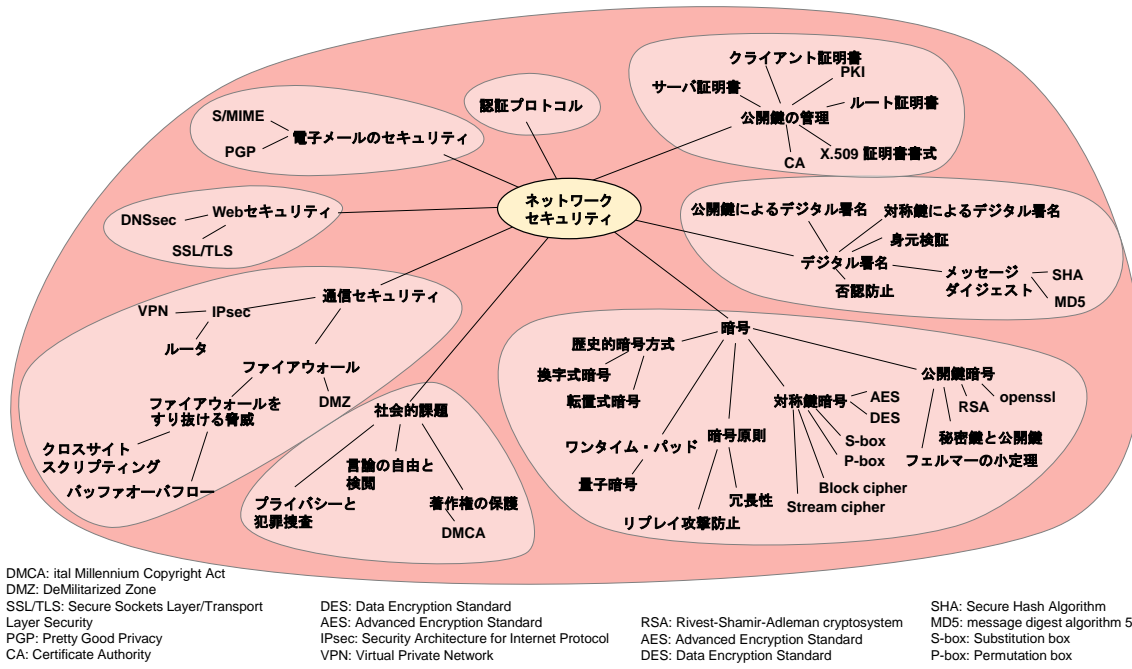 クライアント証明書
PKI
サーバ証明書
ルート証明書
公開鍵の管理
CA
X.509 証明書書式
認証プロトコル
S/MIME
電子メールのセキュリティ
PGP
ネットワーク
セキュリティ
DNSsec
Webセキュリティ
SSL/TLS
公開鍵によるデジタル署名
対称鍵によるデジタル署名
身元検証
デジタル署名
否認防止
メッセージ
ダイジェスト
SHA
MD5
通信セキュリティ
VPN
IPsec
ルータ
ファイアウォール
DMZ
ファイアウォールを
すり抜ける脅威
クロスサイト
スクリプティング
バッファオーバフロー
社会的課題
言論の自由と
検閲
プライバシーと
犯罪捜査
著作権の保護
DMCA
暗号
歴史的暗号方式
換字式暗号
転置式暗号
ワンタイム・パッド
量子暗号
暗号原則
冗長性
リプレイ攻撃防止
対称鍵暗号
AES
DES
S-box
P-box
Block cipher
Stream cipher
公開鍵暗号
RSA
openssl
秘密鍵と公開鍵
フェルマーの小定理
DMCA: ital Millennium Copyright Act
DMZ: DeMilitarized Zone
SSL/TLS: Secure Sockets Layer/Transport
Layer Security
PGP: Pretty Good Privacy
CA: Certificate Authority
DES: Data Encryption Standard
AES: Advanced Encryption Standard
IPsec: Security Architecture for Internet Protocol
VPN: Virtual Private Network
RSA: Rivest-Shamir-Adleman cryptosystem
AES: Advanced Encryption Standard
DES: Data Encryption Standard
SHA: Secure Hash Algorithm
MD5: message digest algorithm 5
S-box: Substitution box
P-box: Permutation box